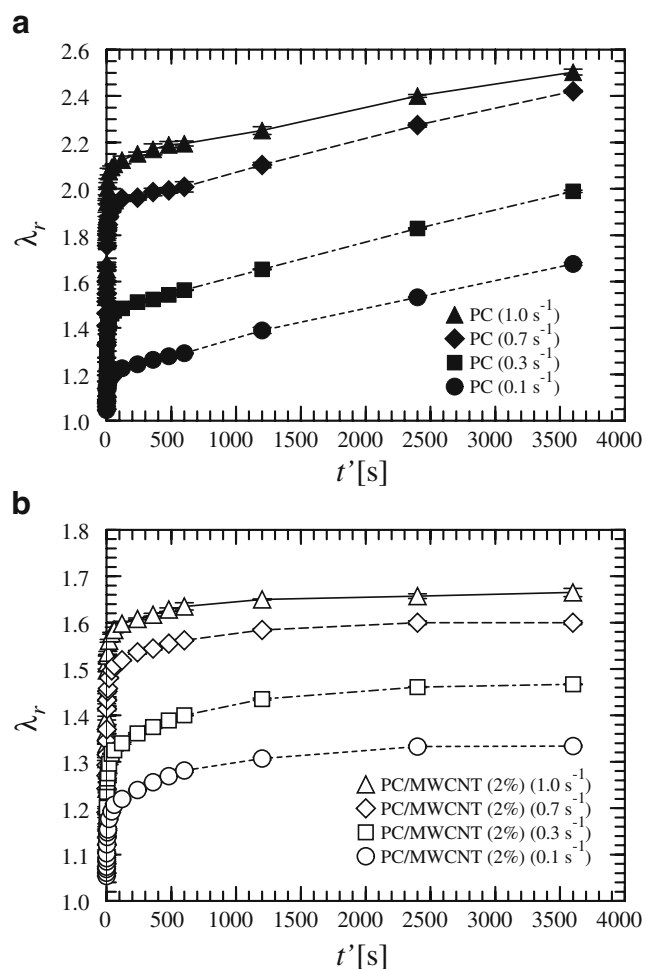 a
2.6
2.4
2.2
2.0
1.8
1.6
1.4
1.2
1.0
λr
PC (1.0 s⁻¹)
PC (0.7 s⁻¹)
PC (0.3 s⁻¹)
PC (0.1 s⁻¹)
0 500 1000 1500 2000 2500 3000 3500 4000
t’ [s]
b
1.8
1.7
1.6
1.5
1.4
1.3
1.2
1.1
1.0
λr
PC/MWCNT (2%) (1.0 s⁻¹)
PC/MWCNT (2%) (0.7 s⁻¹)
PC/MWCNT (2%) (0.3 s⁻¹)
PC/MWCNT (2%) (0.1 s⁻¹)
0 500 1000 1500 2000 2500 3000 3500 4000
t’ [s]